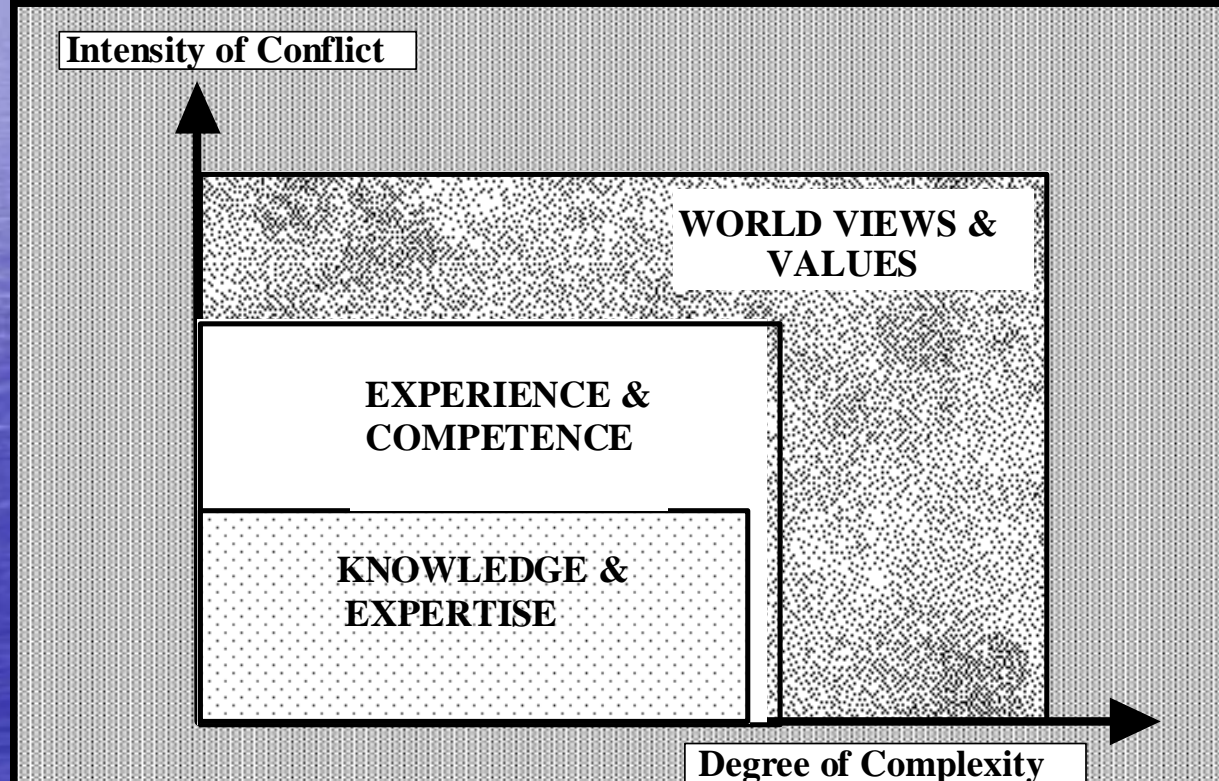 Intensity of Conflict
WORLD VIEWS &
VALUES
EXPERIENCE &
COMPETENCE
KNOWLEDGE &
EXPERTISE
Degree of Complexity